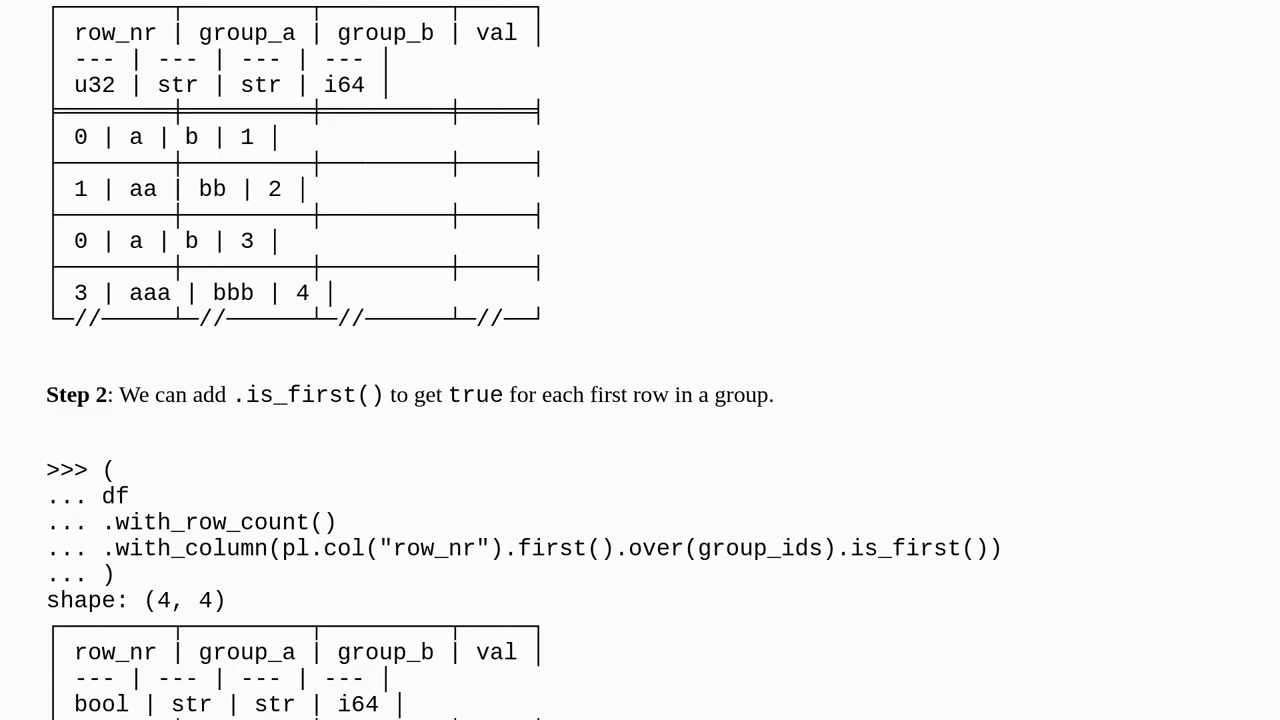 ┌─────────┬──────────┬──────────┬─────┐
│ row_nr | group_a | group_b | val │
│ --- | --- | --- | --- │
│ u32 | str | str | i64 │
╞═════════╪══════════╪══════════╪═════╡
│ 0 | a | b | 1 │
├─────────┼──────────┼──────────┼─────┤
│ 1 | aa | bb | 2 │
├─────────┼──────────┼──────────┼─────┤
│ 0 | a | b | 3 │
├─────────┼──────────┼──────────┼─────┤
│ 3 | aaa | bbb | 4 │
└─//──────┴─//───────┴─//───────┴─//──┘
Step 2: We can add .is_first() to get true for each first row in a group.
>>> (
... df
... .with_row_count()
... .with_column(pl.col("row_nr").first().over(group_ids).is_first())
... )
shape: (4, 4)
┌─────────┬──────────┬──────────┬─────┐
│ row_nr | group_a | group_b | val │
│ --- | --- | --- | --- │
│ bool | str | str | i64 │